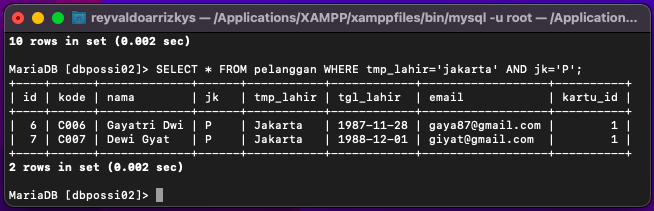 reyvaldoarrizkys — /Applications/XAMPP/xamppfiles/bin/mysql -u root — /Application...
10 rows in set (0.002 sec)
MariaDB [dbpossi02]> SELECT * FROM pelanggan WHERE tmp_lahir='jakarta' AND jk='P';
+----+------+-------------+------+-----------+------------+------------------+----------+
| id | kode | nama        | jk   | tmp_lahir | tgl_lahir  | email            | kartu_id |
+----+------+-------------+------+-----------+------------+------------------+----------+
|  6 | C006 | Gayatri Dwi | P    | Jakarta   | 1987-11-28 | gaya87@gmail.com |        1 |
|  7 | C007 | Dewi Gyat   | P    | Jakarta   | 1988-12-01 | giyat@gmail.com  |        1 |
+----+------+-------------+------+-----------+------------+------------------+----------+
2 rows in set (0.002 sec)
MariaDB [dbpossi02]>